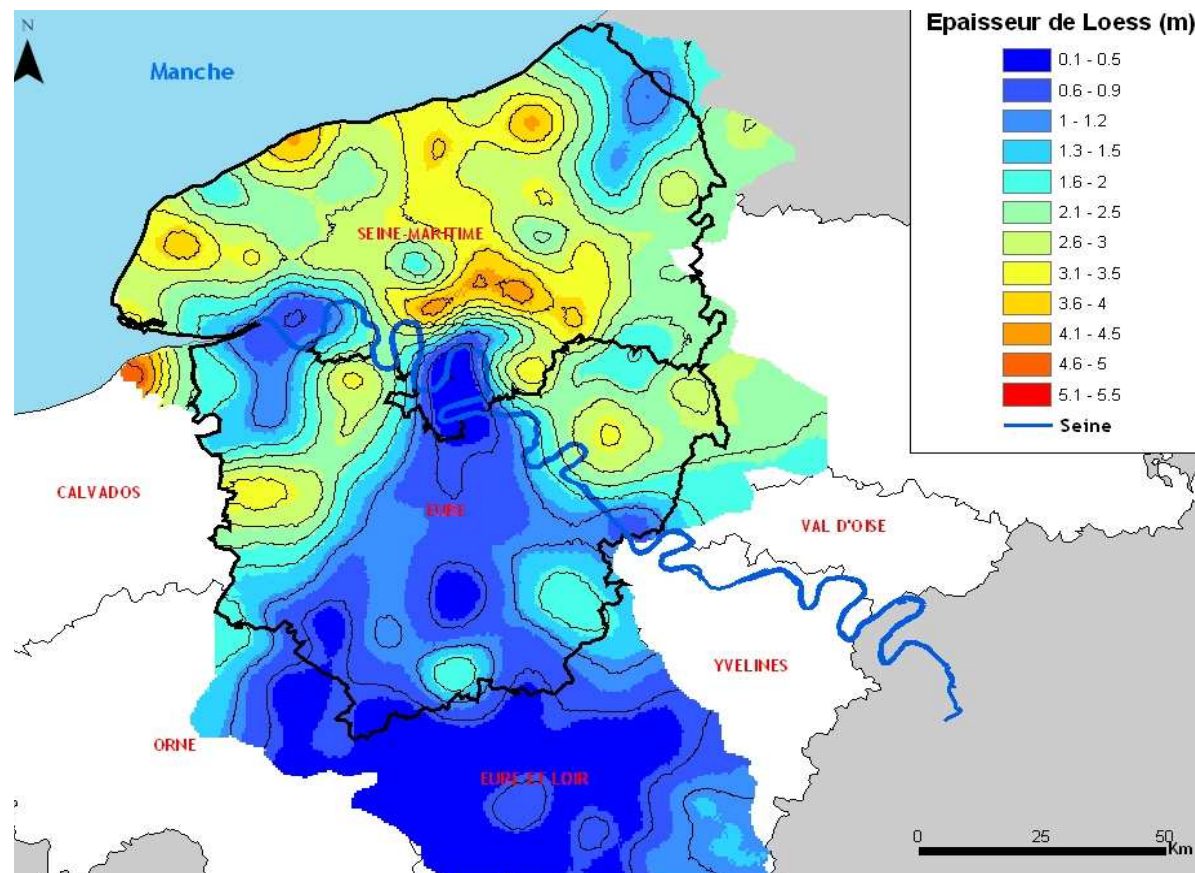 N
Manche
Epaisseur de Loess (m)
0.1 - 0.5
0.6 - 0.9
1 - 1.2
1.3 - 1.5
1.6 - 2
2.1 - 2.5
2.6 - 3
3.1 - 3.5
3.6 - 4
4.1 - 4.5
4.6 - 5
5.1 - 5.5
Seine
SEINE-MARITIME
CALVADOS
EURE
VAL D'OISE
YVELINES
ORNE
EURE ET LOIR
0 25 50
Km